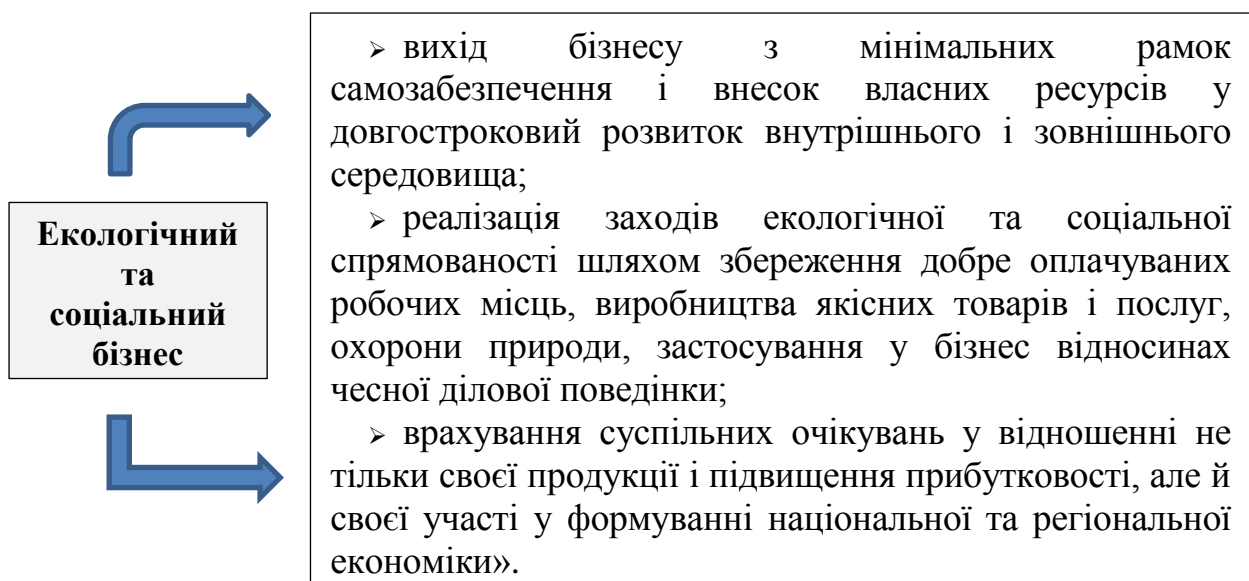 Екологічний
та
соціальний
бізнес
➢ вихід бізнесу з мінімальних рамок
самозабезпечення і внесок власних ресурсів у
довгостроковий розвиток внутрішнього і зовнішнього
середовища;
➢ реалізація заходів екологічної та соціальної
спрямованості шляхом збереження добре оплачуваних
робочих місць, виробництва якісних товарів і послуг,
охорони природи, застосування у бізнес відносинах
чесної ділової поведінки;
➢ врахування суспільних очікувань у відношенні не
тільки своєї продукції і підвищення прибутковості, але й
своєї участі у формуванні національної та регіональної
економіки».